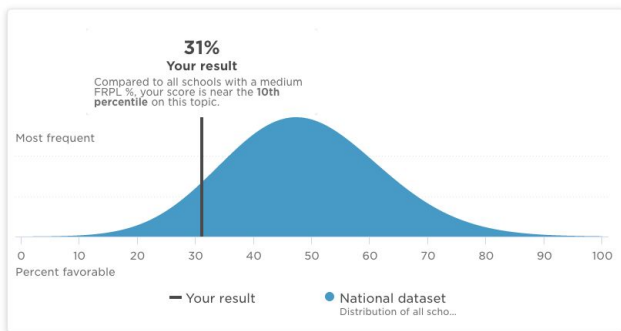 31%
Your result
Compared to all schools with a medium
FRPL %, your score is near the 10th
percentile on this topic.
Most frequent
0 10 20 30 40 50 60 70 80 90 100
Percent favorable
Your result
National dataset
Distribution of all scho...